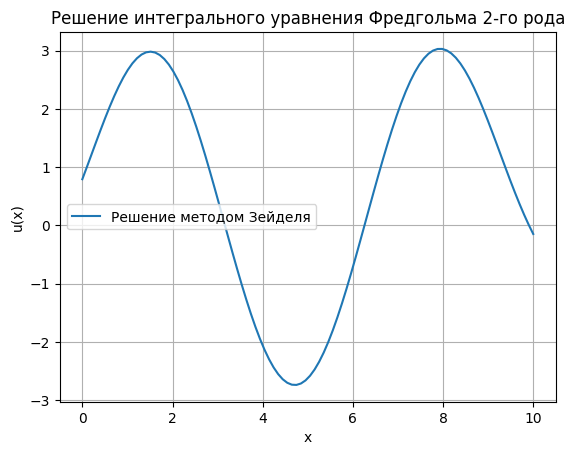 Решение интегрального уравнения Фредгольма 2-го рода
3
2
1
0
−1
−2
−3
u(x)
Решение методом Зейделя
0 2 4 6 8 10
x